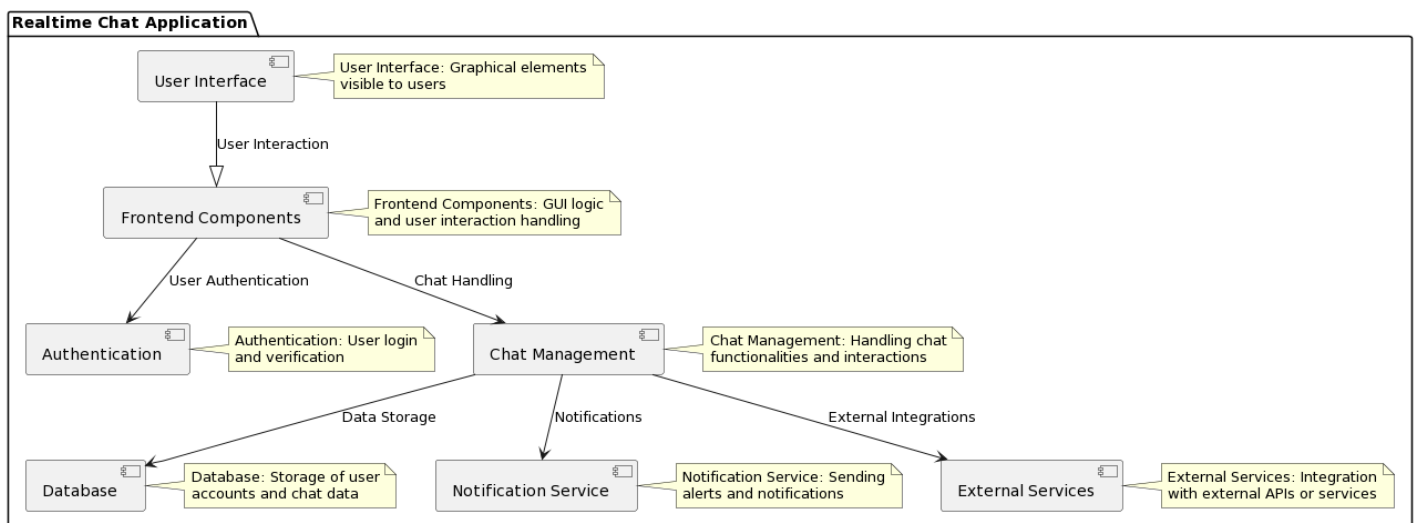 Realtime Chat Application
User Interface
User Interface: Graphical elements
visible to users
User Interaction
Frontend Components
Frontend Components: GUI logic
and user interaction handling
User Authentication
Chat Handling
Authentication
Authentication: User login
and verification
Chat Management
Chat Management: Handling chat
functionalities and interactions
Data Storage
Notifications
External Integrations
Database
Database: Storage of user
accounts and chat data
Notification Service
Notification Service: Sending
alerts and notifications
External Services
External Services: Integration
with external APIs or services